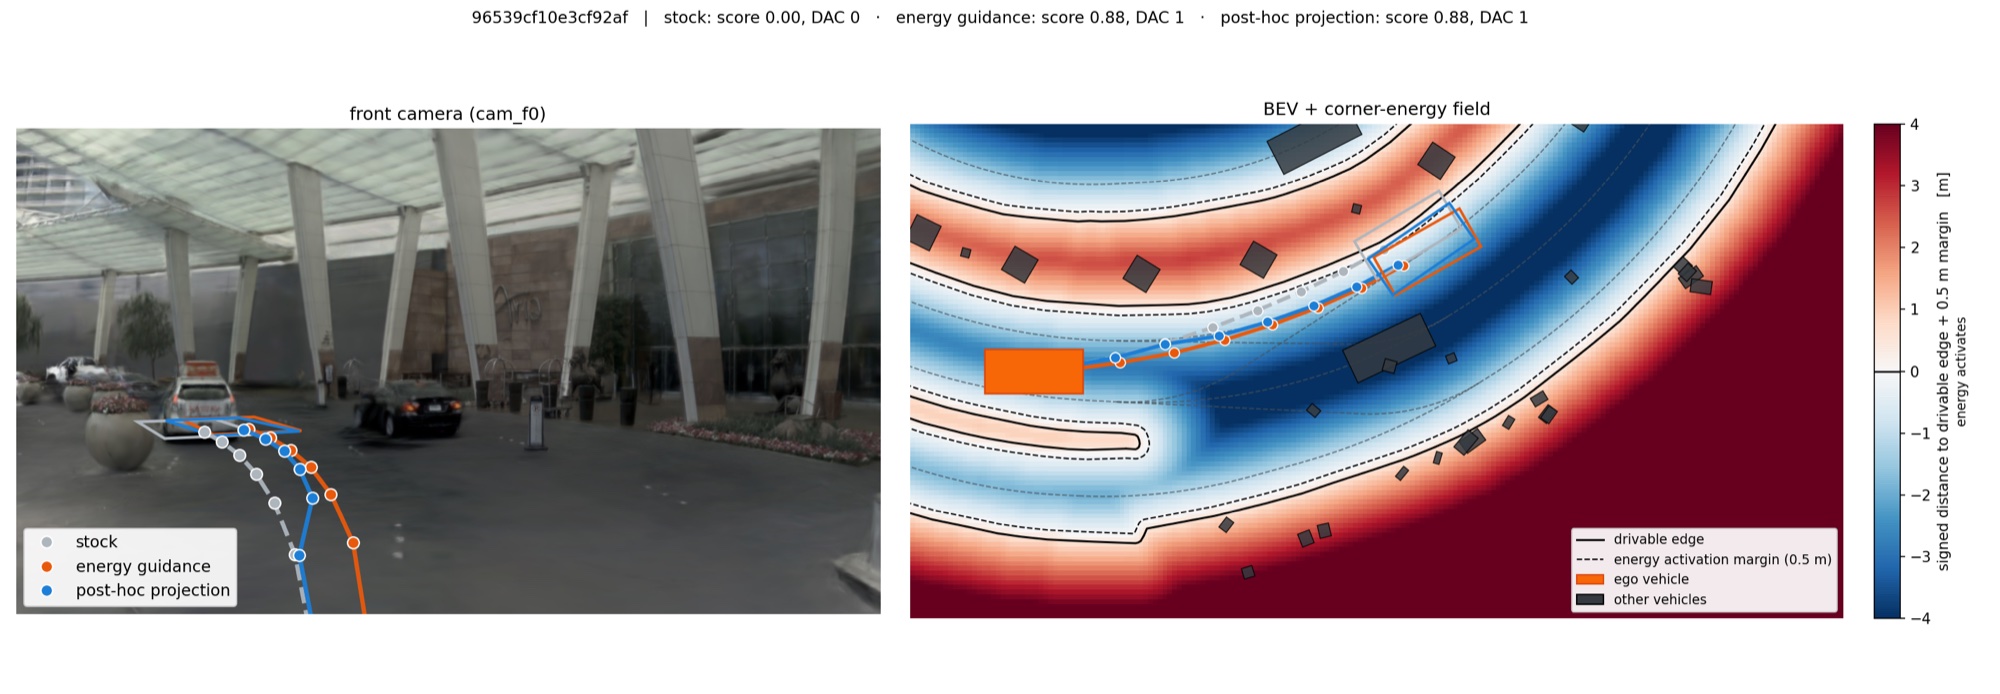 96539cf10e3cf92af | stock: score 0.00, DAC 0 · energy guidance: score 0.88, DAC 1 · post-hoc projection: score 0.88, DAC 1
front camera (cam_f0)
stock
energy guidance
post-hoc projection
BEV + corner-energy field
drivable edge
energy activation margin (0.5 m)
ego vehicle
other vehicles
4
3
2
1
0
−1
−2
−3
−4
signed distance to drivable edge + 0.5 m margin [m]
energy activates